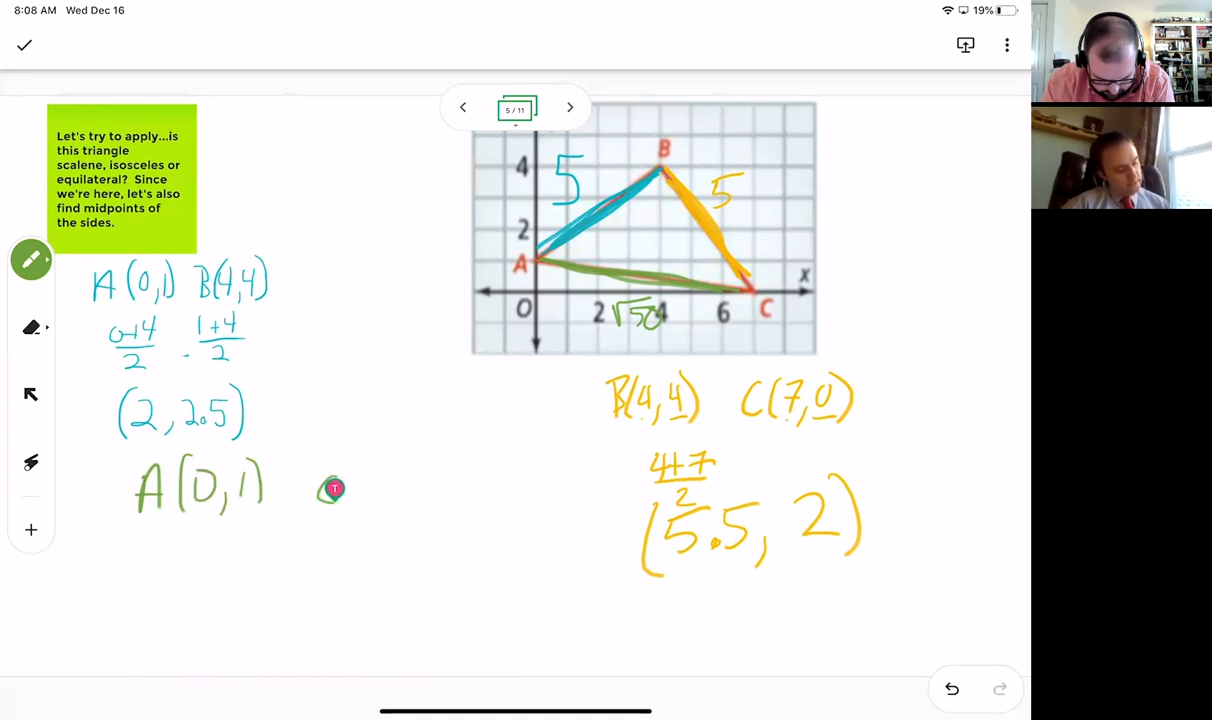 8:08 AM Wed Dec 16
19%
5 / 11
Let's try to apply...is
this triangle
scalene, isosceles or
equilateral? Since
we're here, let's also
find midpoints of
the sides.
A (0,1) B(4,4)
0+4/2 , 1+4/2
(2, 2.5)
A(0,1) C
T
B
4
5
5
2
A
x
O
2
√50
4
6
C
B(4,4) C(7,0)
4+7/2
(5.5, 2)